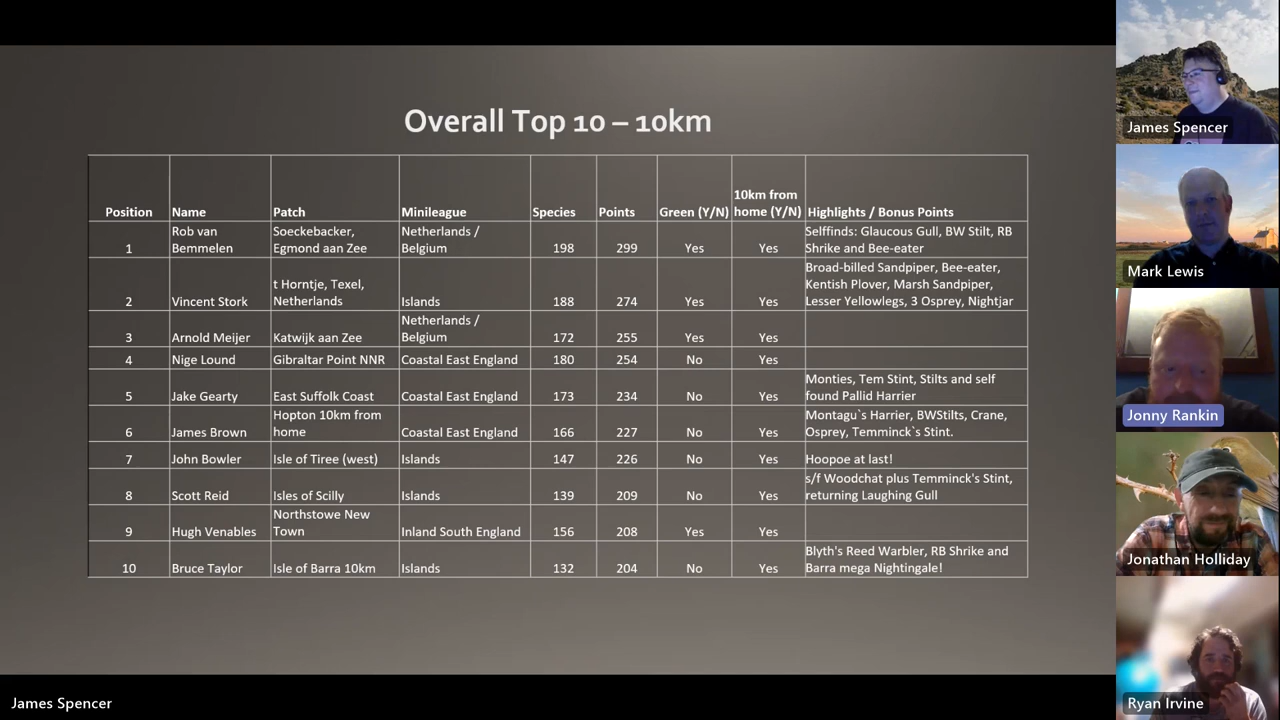 Overall Top 10 – 10km
Position Name Patch Minileague Species Points Green (Y/N) 10km from home (Y/N) Highlights / Bonus Points
1 Rob van Bemmelen Soeckebacker, Egmond aan Zee Netherlands / Belgium 198 299 Yes Yes Selffinds: Glaucous Gull, BW Stilt, RB Shrike and Bee-eater
2 Vincent Stork t Horntje, Texel, Netherlands Islands 188 274 Yes Yes Broad-billed Sandpiper, Bee-eater, Kentish Plover, Marsh Sandpiper, Lesser Yellowlegs, 3 Osprey, Nightjar
3 Arnold Meijer Katwijk aan Zee Netherlands / Belgium 172 255 Yes Yes
4 Nige Lound Gibraltar Point NNR Coastal East England 180 254 No Yes
5 Jake Gearty East Suffolk Coast Coastal East England 173 234 No Yes Monties, Tem Stint, Stilts and self found Pallid Harrier
6 James Brown Hopton 10km from home Coastal East England 166 227 No Yes Montagu`s Harrier, BWStilts, Crane, Osprey, Temminck`s Stint.
7 John Bowler Isle of Tiree (west) Islands 147 226 No Yes Hoopoe at last!
8 Scott Reid Isles of Scilly Islands 139 209 No Yes s/f Woodchat plus Temminck's Stint, returning Laughing Gull
9 Hugh Venables Northstowe New Town Inland South England 156 208 Yes Yes
10 Bruce Taylor Isle of Barra 10km Islands 132 204 No Yes Blyth's Reed Warbler, RB Shrike and Barra mega Nightingale!
James Spencer
James Spencer
Mark Lewis
Jonny Rankin
Jonathan Holliday
Ryan Irvine